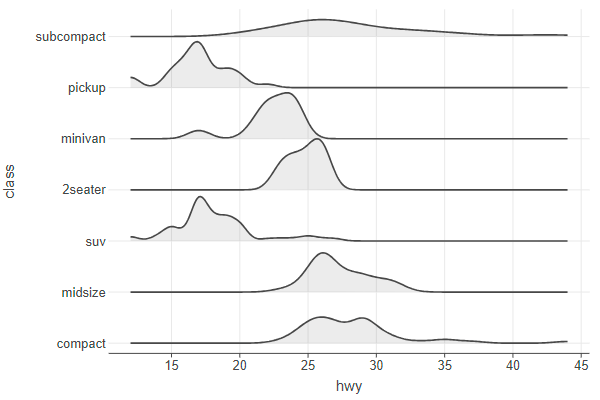 class
subcompact
pickup
minivan
2seater
suv
midsize
compact
15 20 25 30 35 40 45
hwy